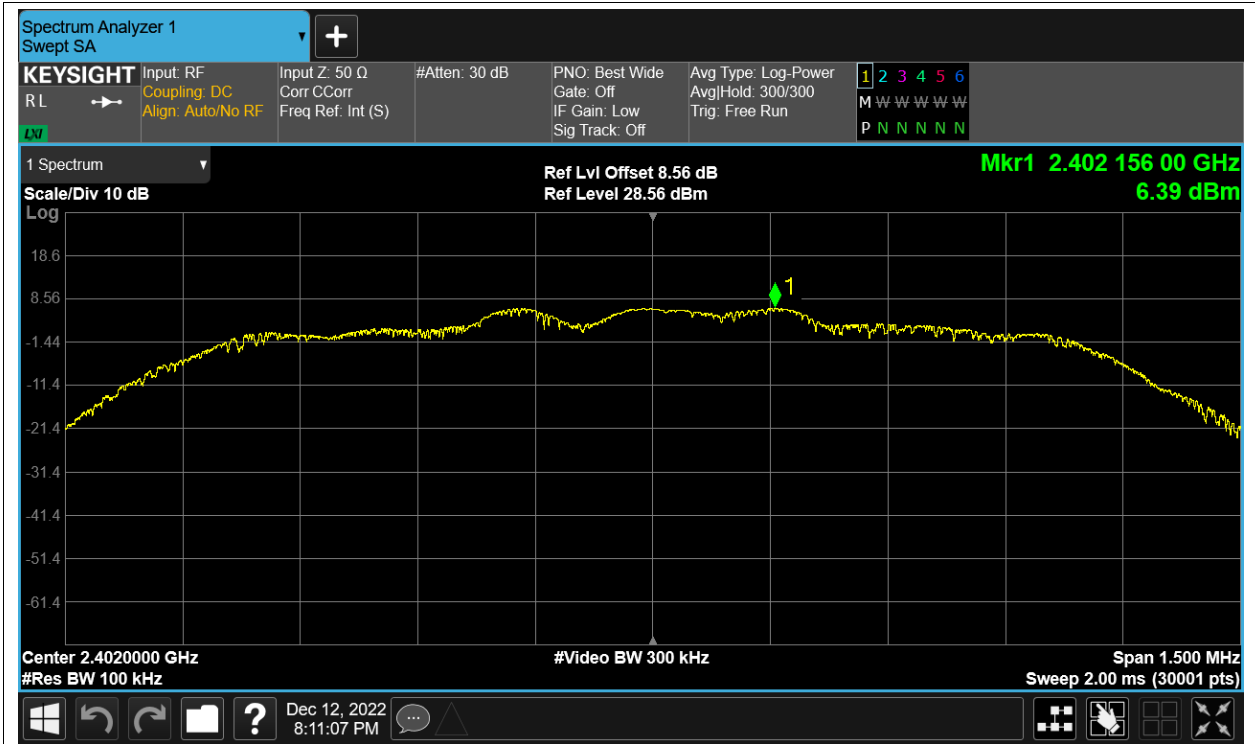 Spectrum Analyzer 1
Swept SA
KEYSIGHT
R L
LXI
Input: RF
Coupling: DC
Align: Auto/No RF
Input Z: 50 Ω
Corr CCorr
Freq Ref: Int (S)
#Atten: 30 dB
PNO: Best Wide
Gate: Off
IF Gain: Low
Sig Track: Off
Avg Type: Log-Power
Avg|Hold: 300/300
Trig: Free Run
1 2 3 4 5 6
M W W W W W
P N N N N N
1 Spectrum
Scale/Div 10 dB
Ref Lvl Offset 8.56 dB
Ref Level 28.56 dBm
Mkr1 2.402 156 00 GHz
6.39 dBm
Log
18.6
8.56
-1.44
-11.4
-21.4
-31.4
-41.4
-51.4
-61.4
1
Center 2.4020000 GHz
#Res BW 100 kHz
#Video BW 300 kHz
Span 1.500 MHz
Sweep 2.00 ms (30001 pts)
?
Dec 12, 2022
8:11:07 PM